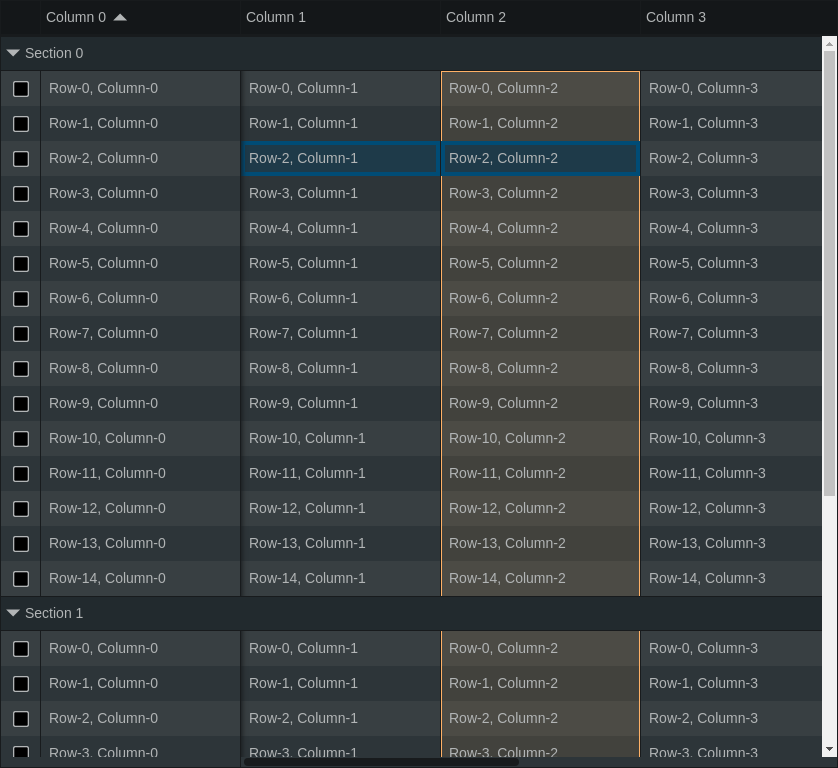 Column 0 Column 1 Column 2 Column 3
Section 0
Row-0, Column-0 Row-0, Column-1 Row-0, Column-2 Row-0, Column-3
Row-1, Column-0 Row-1, Column-1 Row-1, Column-2 Row-1, Column-3
Row-2, Column-0 Row-2, Column-1 Row-2, Column-2 Row-2, Column-3
Row-3, Column-0 Row-3, Column-1 Row-3, Column-2 Row-3, Column-3
Row-4, Column-0 Row-4, Column-1 Row-4, Column-2 Row-4, Column-3
Row-5, Column-0 Row-5, Column-1 Row-5, Column-2 Row-5, Column-3
Row-6, Column-0 Row-6, Column-1 Row-6, Column-2 Row-6, Column-3
Row-7, Column-0 Row-7, Column-1 Row-7, Column-2 Row-7, Column-3
Row-8, Column-0 Row-8, Column-1 Row-8, Column-2 Row-8, Column-3
Row-9, Column-0 Row-9, Column-1 Row-9, Column-2 Row-9, Column-3
Row-10, Column-0 Row-10, Column-1 Row-10, Column-2 Row-10, Column-3
Row-11, Column-0 Row-11, Column-1 Row-11, Column-2 Row-11, Column-3
Row-12, Column-0 Row-12, Column-1 Row-12, Column-2 Row-12, Column-3
Row-13, Column-0 Row-13, Column-1 Row-13, Column-2 Row-13, Column-3
Row-14, Column-0 Row-14, Column-1 Row-14, Column-2 Row-14, Column-3
Section 1
Row-0, Column-0 Row-0, Column-1 Row-0, Column-2 Row-0, Column-3
Row-1, Column-0 Row-1, Column-1 Row-1, Column-2 Row-1, Column-3
Row-2, Column-0 Row-2, Column-1 Row-2, Column-2 Row-2, Column-3
Row-3, Column-0 Row-3, Column-1 Row-3, Column-2 Row-3, Column-3